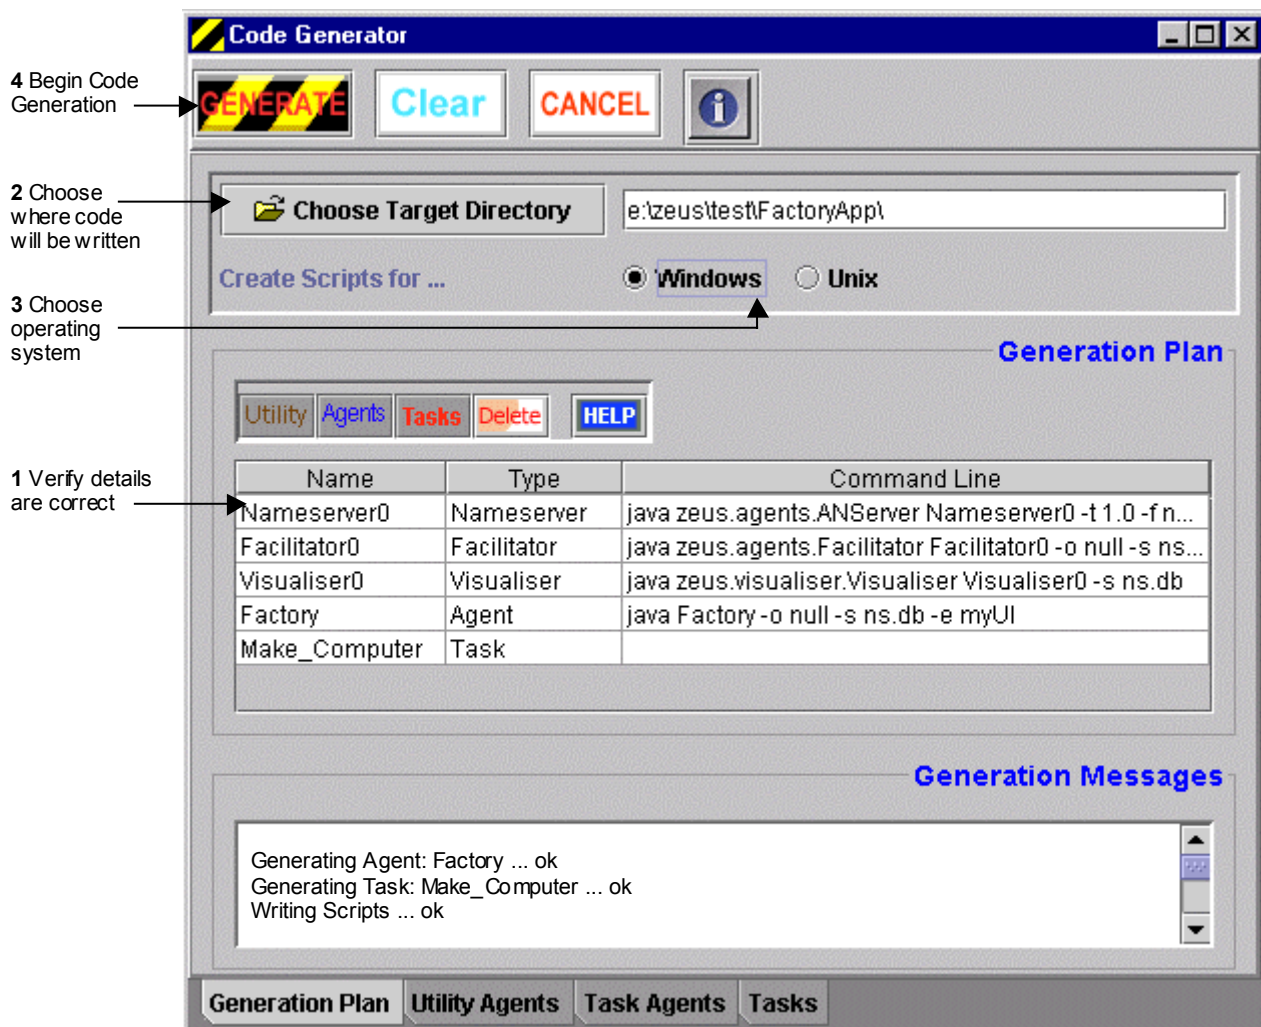 Code Generator
4 Begin Code
Generation
GENERATE Clear CANCEL i
2 Choose
where code
will be written
Choose Target Directory e:\zeus\test\FactoryApp\
Create Scripts for ... Windows Unix
3 Choose
operating
system
Generation Plan
Utility Agents Tasks Delete HELP
1 Verify details
are correct
Name Type Command Line
Nameserver0 Nameserver java zeus.agents.ANServer Nameserver0 -t 1.0 -f n...
Facilitator0 Facilitator java zeus.agents.Facilitator Facilitator0 -o null -s ns...
Visualiser0 Visualiser java zeus.visualiser.Visualiser Visualiser0 -s ns.db
Factory Agent java Factory -o null -s ns.db -e myUI
Make_Computer Task
Generation Messages
Generating Agent: Factory ... ok
Generating Task: Make_Computer ... ok
Writing Scripts ... ok
Generation Plan Utility Agents Task Agents Tasks